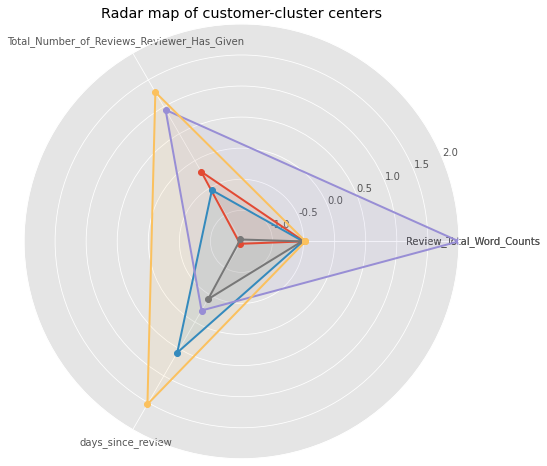 Radar map of customer-cluster centers
Total_Number_of_Reviews_Reviewer_Has_Given
2.0
1.5
1.0
0.5
0.0
-0.5
-1.0
Review_Total_Word_Counts
days_since_review